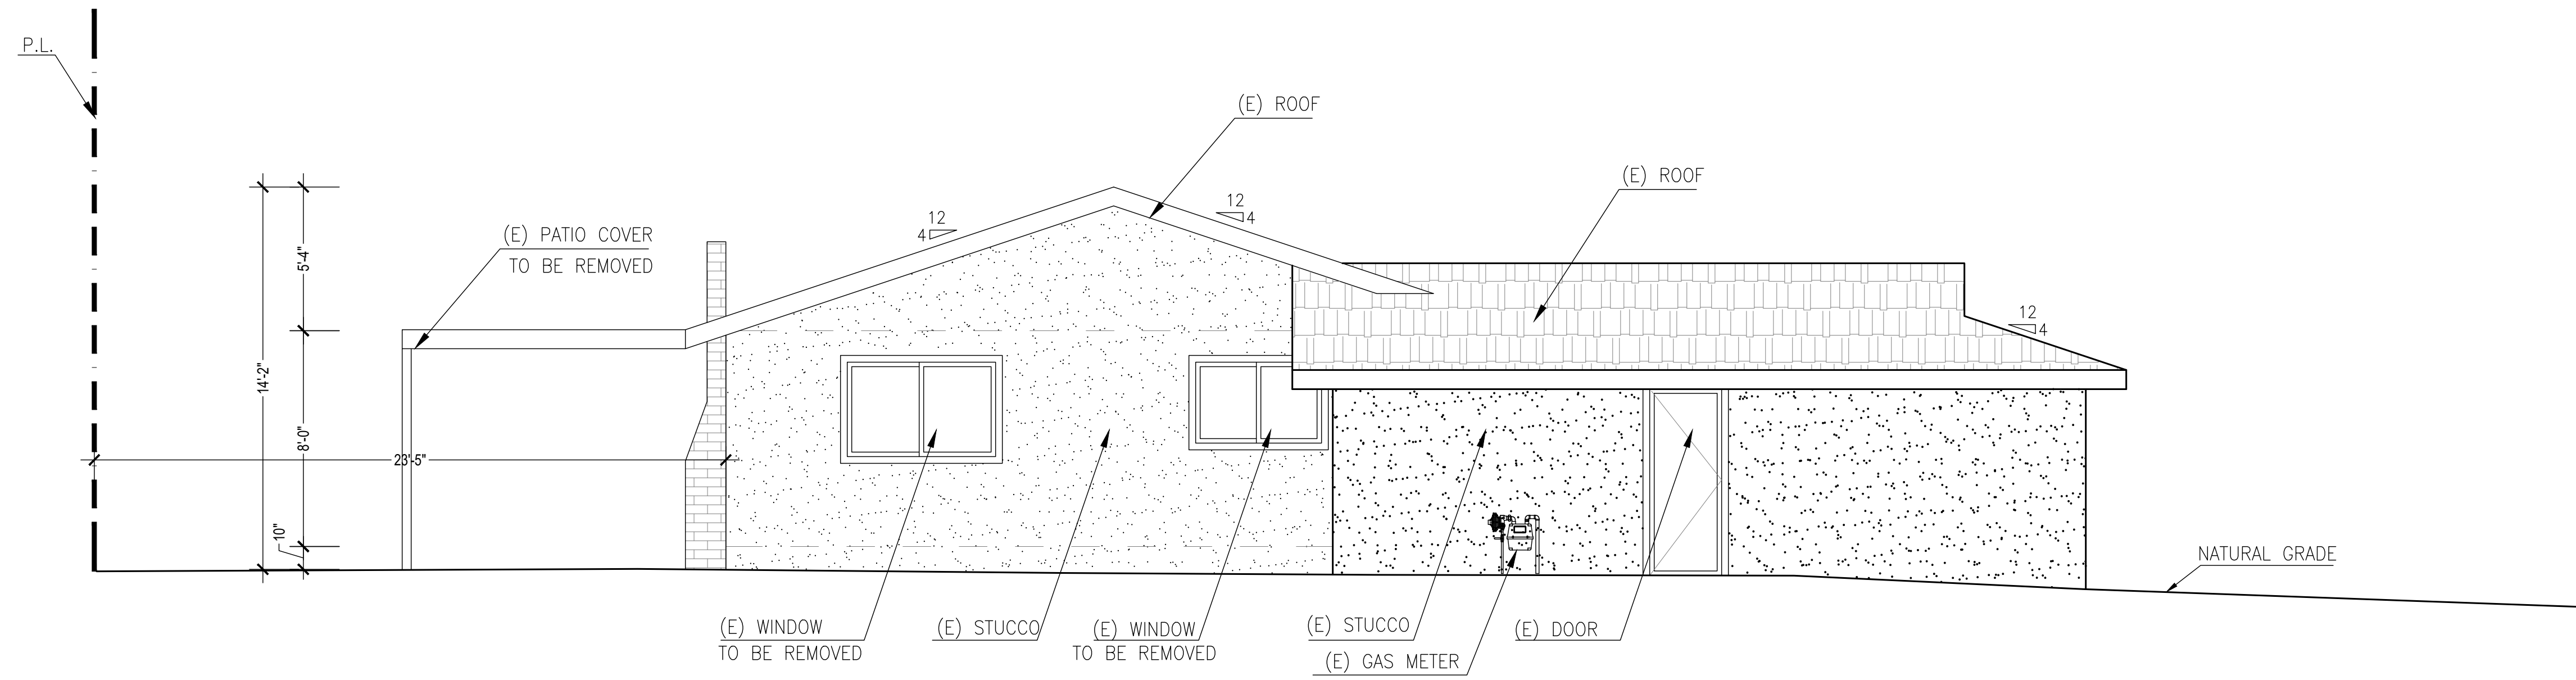 P.L.
(E) ROOF
(E) ROOF
12
4
12
4
(E) PATIO COVER
TO BE REMOVED
5'-4"
14'-2"
8'-0"
23'-5"
10"
12
4
NATURAL GRADE
(E) WINDOW
TO BE REMOVED
(E) STUCCO
(E) WINDOW
TO BE REMOVED
(E) STUCCO
(E) GAS METER
(E) DOOR